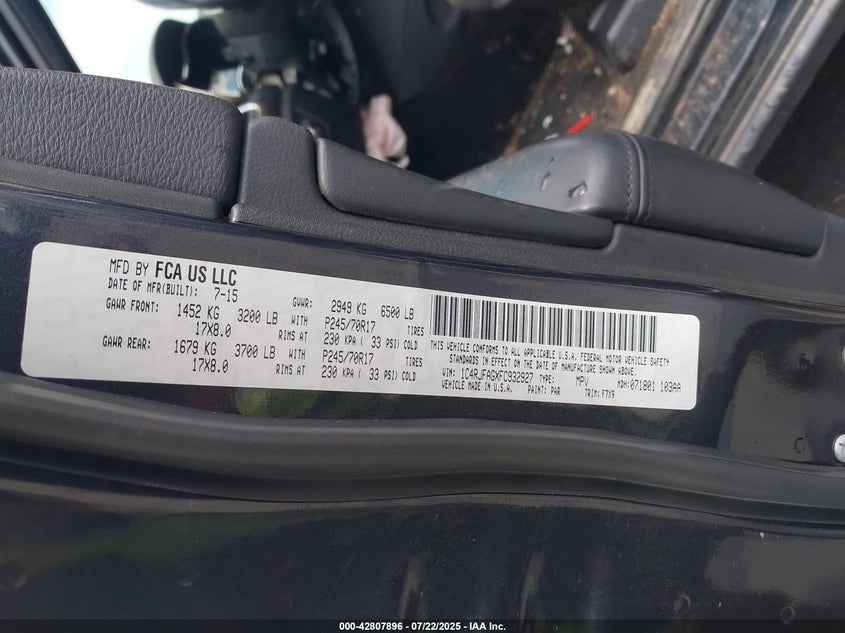 MFD BY FCA US LLC
DATE OF MFR(BUILT): 7-15 GVWR: 2949 KG 6500 LB
GAWR FRONT: 1452 KG 3200 LB WITH P245/70R17 TIRES
17X8.0 RIMS AT 230 KPA ( 33 PSI) COLD
GAWR REAR: 1679 KG 3700 LB WITH P245/70R17 TIRES
17X8.0 RIMS AT 230 KPA ( 33 PSI) COLD
THIS VEHICLE CONFORMS TO ALL APPLICABLE U.S.A. FEDERAL MOTOR VEHICLE SAFETY
STANDARDS IN EFFECT ON THE DATE OF MANUFACTURE SHOWN ABOVE.
VIN: 1C4RJFAGXFC932927 TYPE: MPV MDH:071801 103AA
VEHICLE MADE IN U.S.A. PAINT: PAR TRIM: F7X9
000-42807896 - 07/22/2025 - IAA Inc.